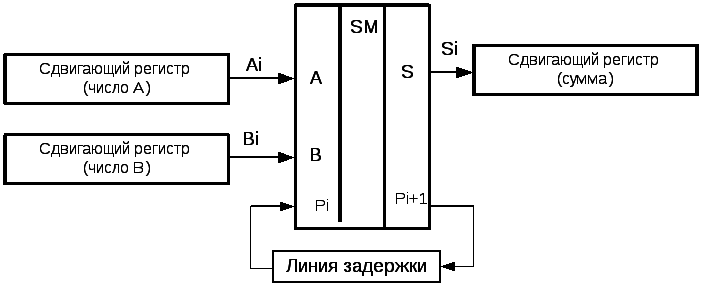 Сдвигающий регистр
(число А)
Ai
Сдвигающий регистр
(число В)
Bi
SM
A
B
Pi
S
Pi+1
Si
Сдвигающий регистр
(сумма)
Линия задержки